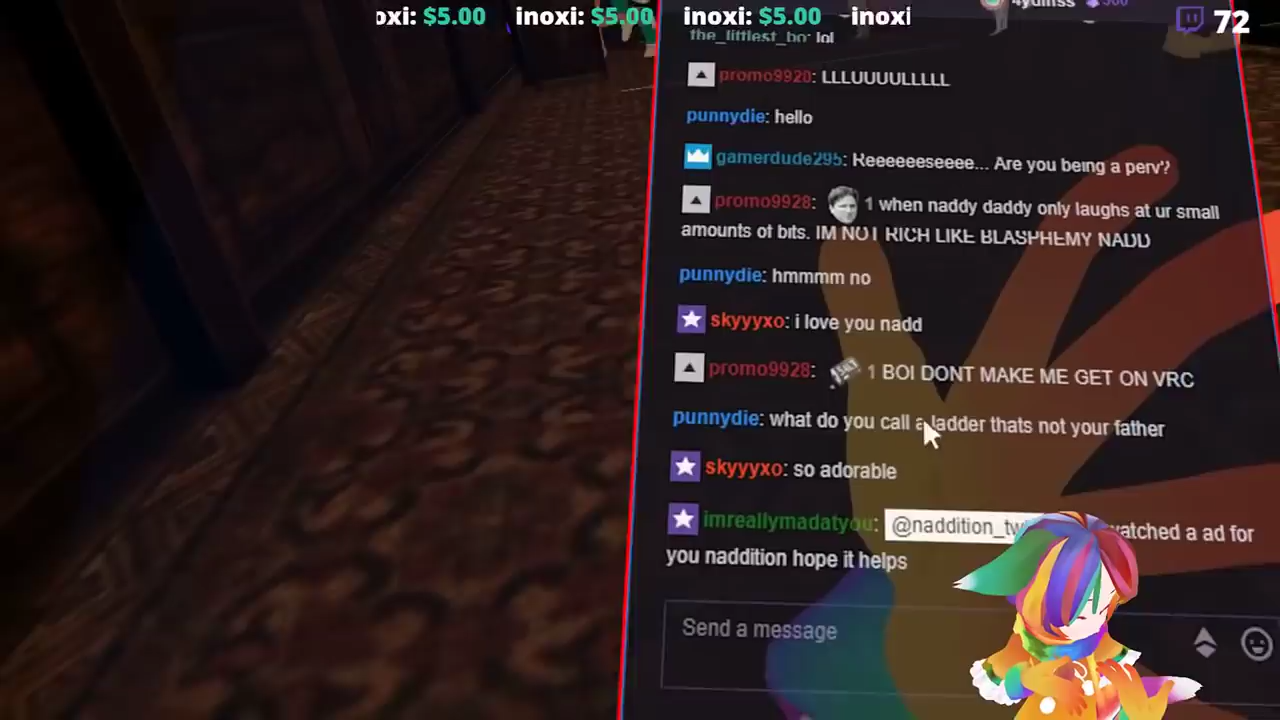 oxi: $5.00 inoxi: $5.00 inoxi: $5.00 inoxi
72
the_littlest_bo: lol
promo9928: LLLUUUULLLLL
punnydie: hello
gamerdude295: Reeeeeeseeee... Are you being a perv?
promo9928: 1 when naddy daddy only laughs at ur small
amounts of bits. IM NOT RICH LIKE BLASPHEMY NADD
punnydie: hmmmm no
skyyyxo: i love you nadd
promo9928: 1 BOI DONT MAKE ME GET ON VRC
punnydie: what do you call a ladder thats not your father
skyyyxo: so adorable
imreallymadatyou: @naddition_tw atched a ad for
you naddition hope it helps
Send a message